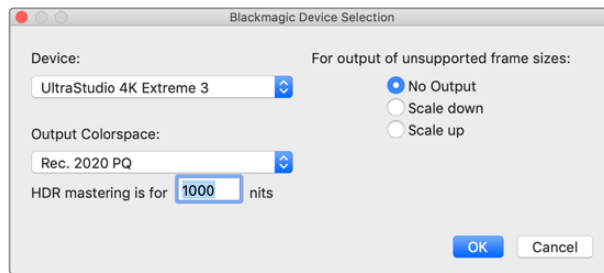 Blackmagic Device Selection
Device:
UltraStudio 4K Extreme 3
Output Colorspace:
Rec. 2020 PQ
HDR mastering is for 1000 nits
For output of unsupported frame sizes:
No Output
Scale down
Scale up
OK Cancel